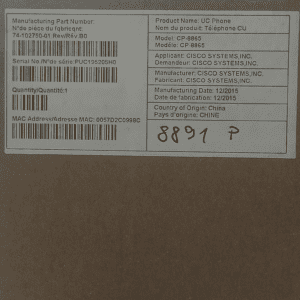 Manufacturing Part Number:
N°de pièce du fabricant:
74-102750-01 Rev/Rév B0
Serial No /N°de série:
Quantity/Quantité:1
MAC Address/Adresse MAC:
Product Name: UC Phone
Nom du produit: Téléphone CU
Model: CP-8865
Modèle: CP-8865
Applicant: CISCO SYSTEMS,INC.
Demandeur: CISCO SYSTEMS,INC.
Manufacturer: CISCO SYSTEMS,INC.
Fabricant: CISCO SYSTEMS,INC.
Manufacturing Date: 12/2015
Date de fabrication: 12/2015
Country of Origin: China
Pays d'origine: CHINE
8891 P